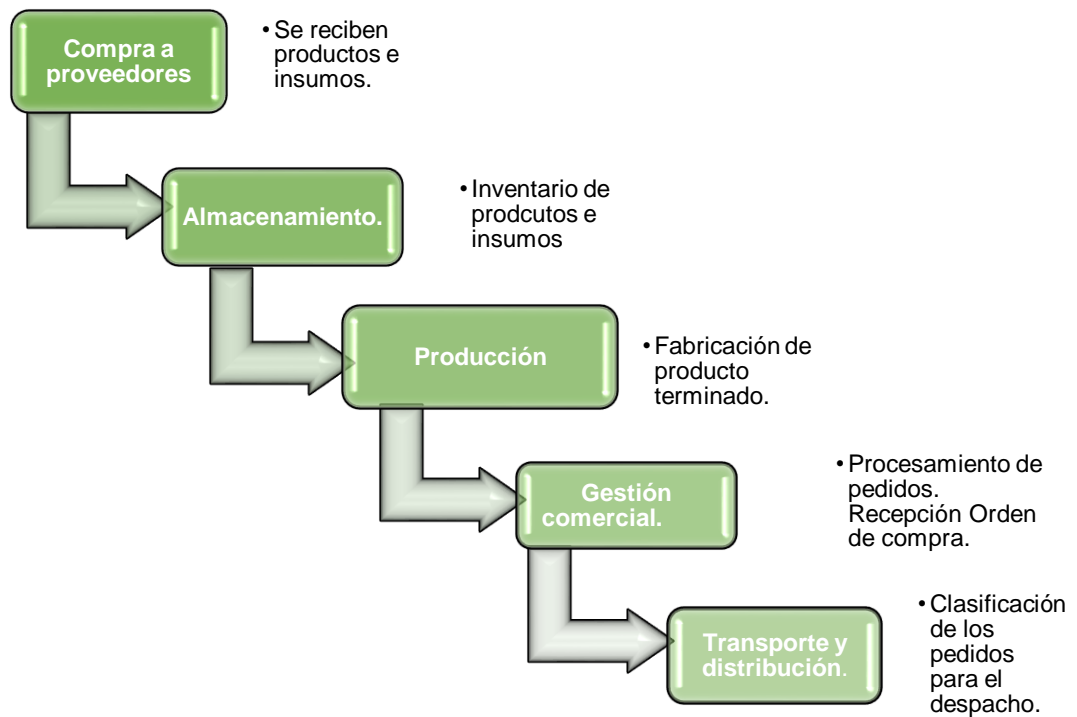 Compra a
proveedores
• Se reciben
productos e
insumos.
Almacenamiento.
• Inventario de
prodcutos e
insumos
Producción
• Fabricación de
producto
terminado.
Gestión
comercial.
• Procesamiento de
pedidos.
Recepción Orden
de compra.
Transporte y
distribución.
• Clasificación
de los
pedidos
para el
despacho.